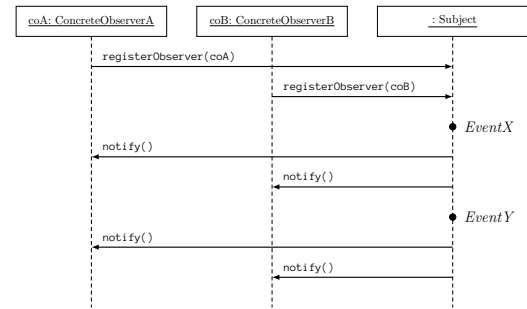 coA: ConcreteObserverA
coB: ConcreteObserverB
: Subject
registerObserver(coA)
registerObserver(coB)
EventX
notify()
notify()
EventY
notify()
notify()